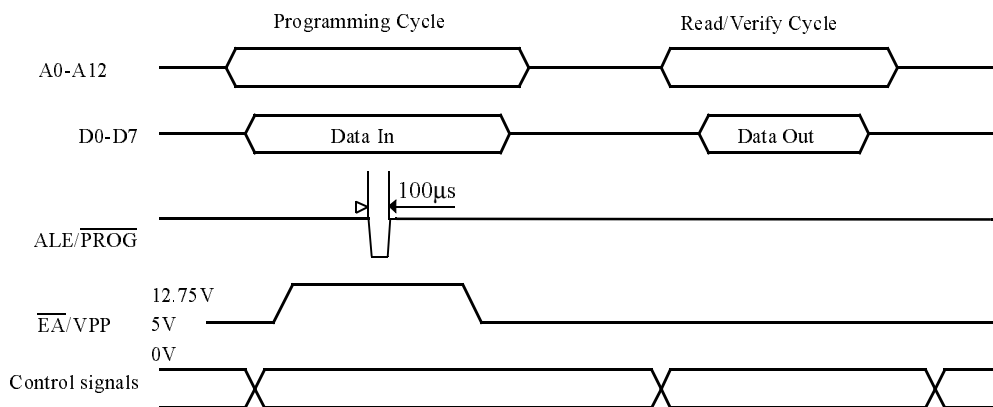 Programming Cycle
Read/Verify Cycle
A0-A12
D0-D7
Data In
Data Out
100μs
ALE/PROG
12.75V
EA/VPP
5V
0V
Control signals